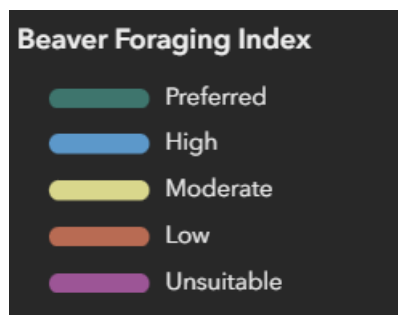 Beaver Foraging Index
Preferred
High
Moderate
Low
Unsuitable